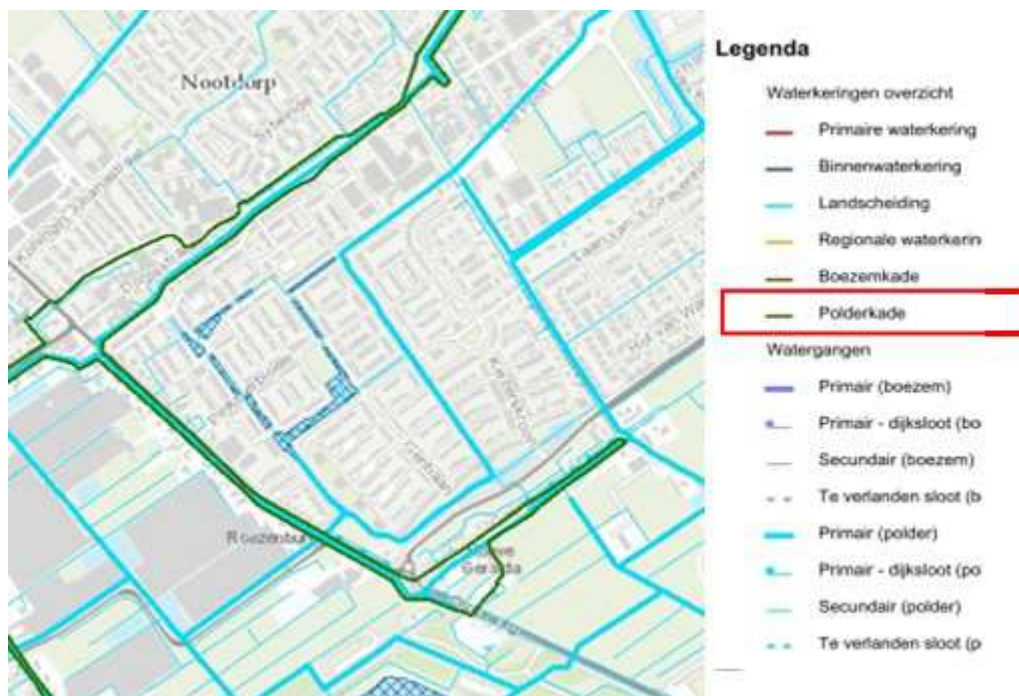 Nootdorp
Legenda
Waterkeringen overzicht
Primaire waterkering
Binnenwaterkering
Landscheiding
Regionale waterkerin
Boezemkade
Polderkade
Watergangen
Primair (boezem)
Primair - dijksloot (bo
Secundair (boezem)
Te verlanden sloot (b
Primair (polder)
Primair - dijksloot (po
Secundair (polder)
Te verlanden sloot (p